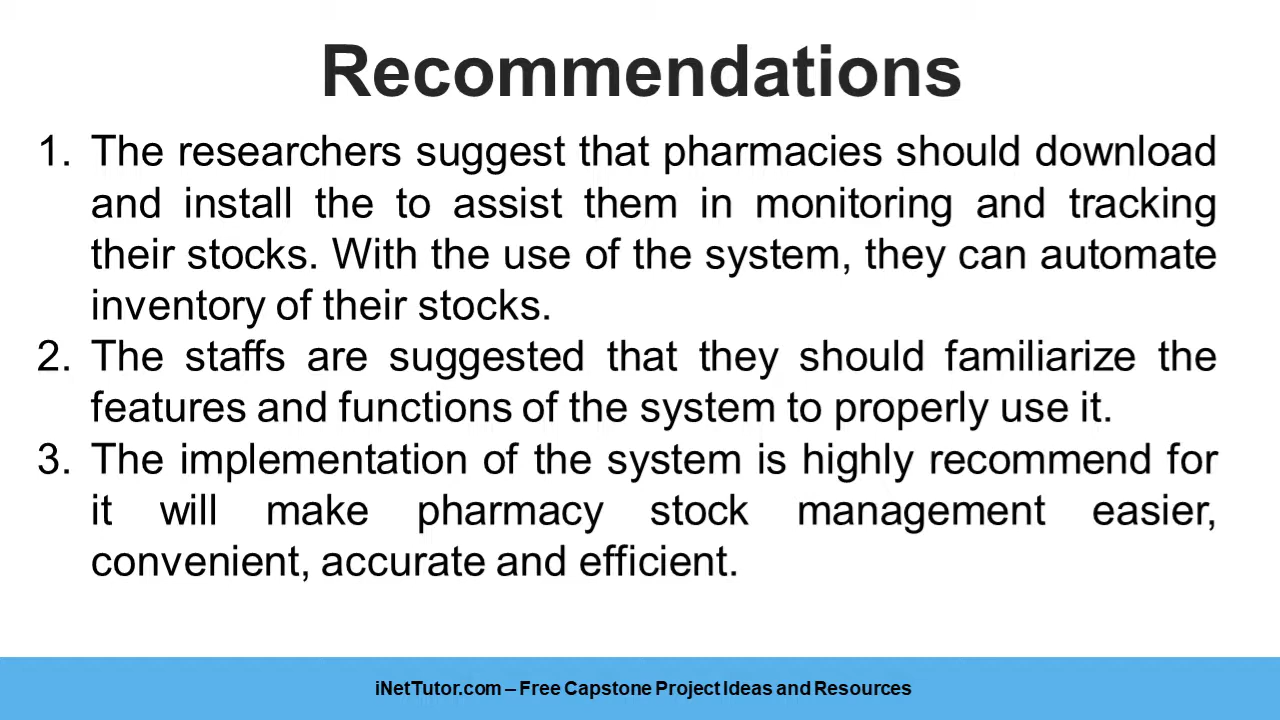 Recommendations
1. The researchers suggest that pharmacies should download
and install the to assist them in monitoring and tracking
their stocks. With the use of the system, they can automate
inventory of their stocks.
2. The staffs are suggested that they should familiarize the
features and functions of the system to properly use it.
3. The implementation of the system is highly recommend for
it will make pharmacy stock management easier,
convenient, accurate and efficient.
iNetTutor.com – Free Capstone Project Ideas and Resources